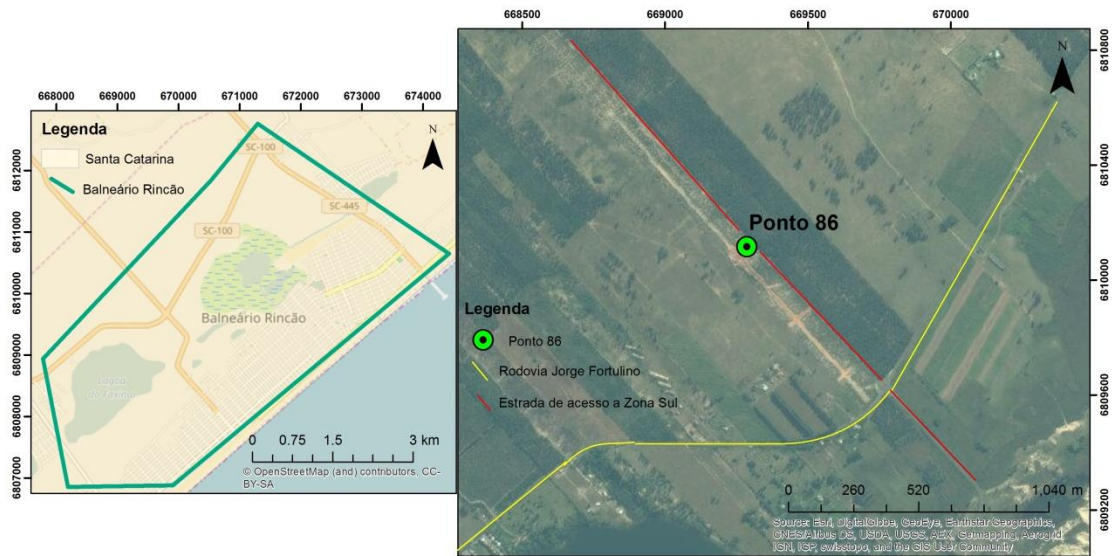 668000 669000 670000 671000 672000 673000 674000
6812000
6811000
6810000
6809000
6808000
6807000
Legenda
Santa Catarina
Balneário Rincão
N
SC-100
SC-445
SC-100
Balneário Rincão
Lagoa do Faxinal
0 0.75 1.5 3 km
© OpenStreetMap (and) contributors, CC-
BY-SA
668500 669000 669500 670000
6810800
6810400
6810000
6809600
6809200
N
Ponto 86
Legenda
Ponto 86
Rodovia Jorge Fortulino
Estrada de acesso a Zona Sul
0 260 520 1,040 m
Source: Esri, DigitalGlobe, GeoEye, Earthstar Geographics,
CNES/Airbus DS, USDA, USGS, AEX, Getmapping, Aerogrid,
IGN, IGP, swisstopo, and the GIS User Community